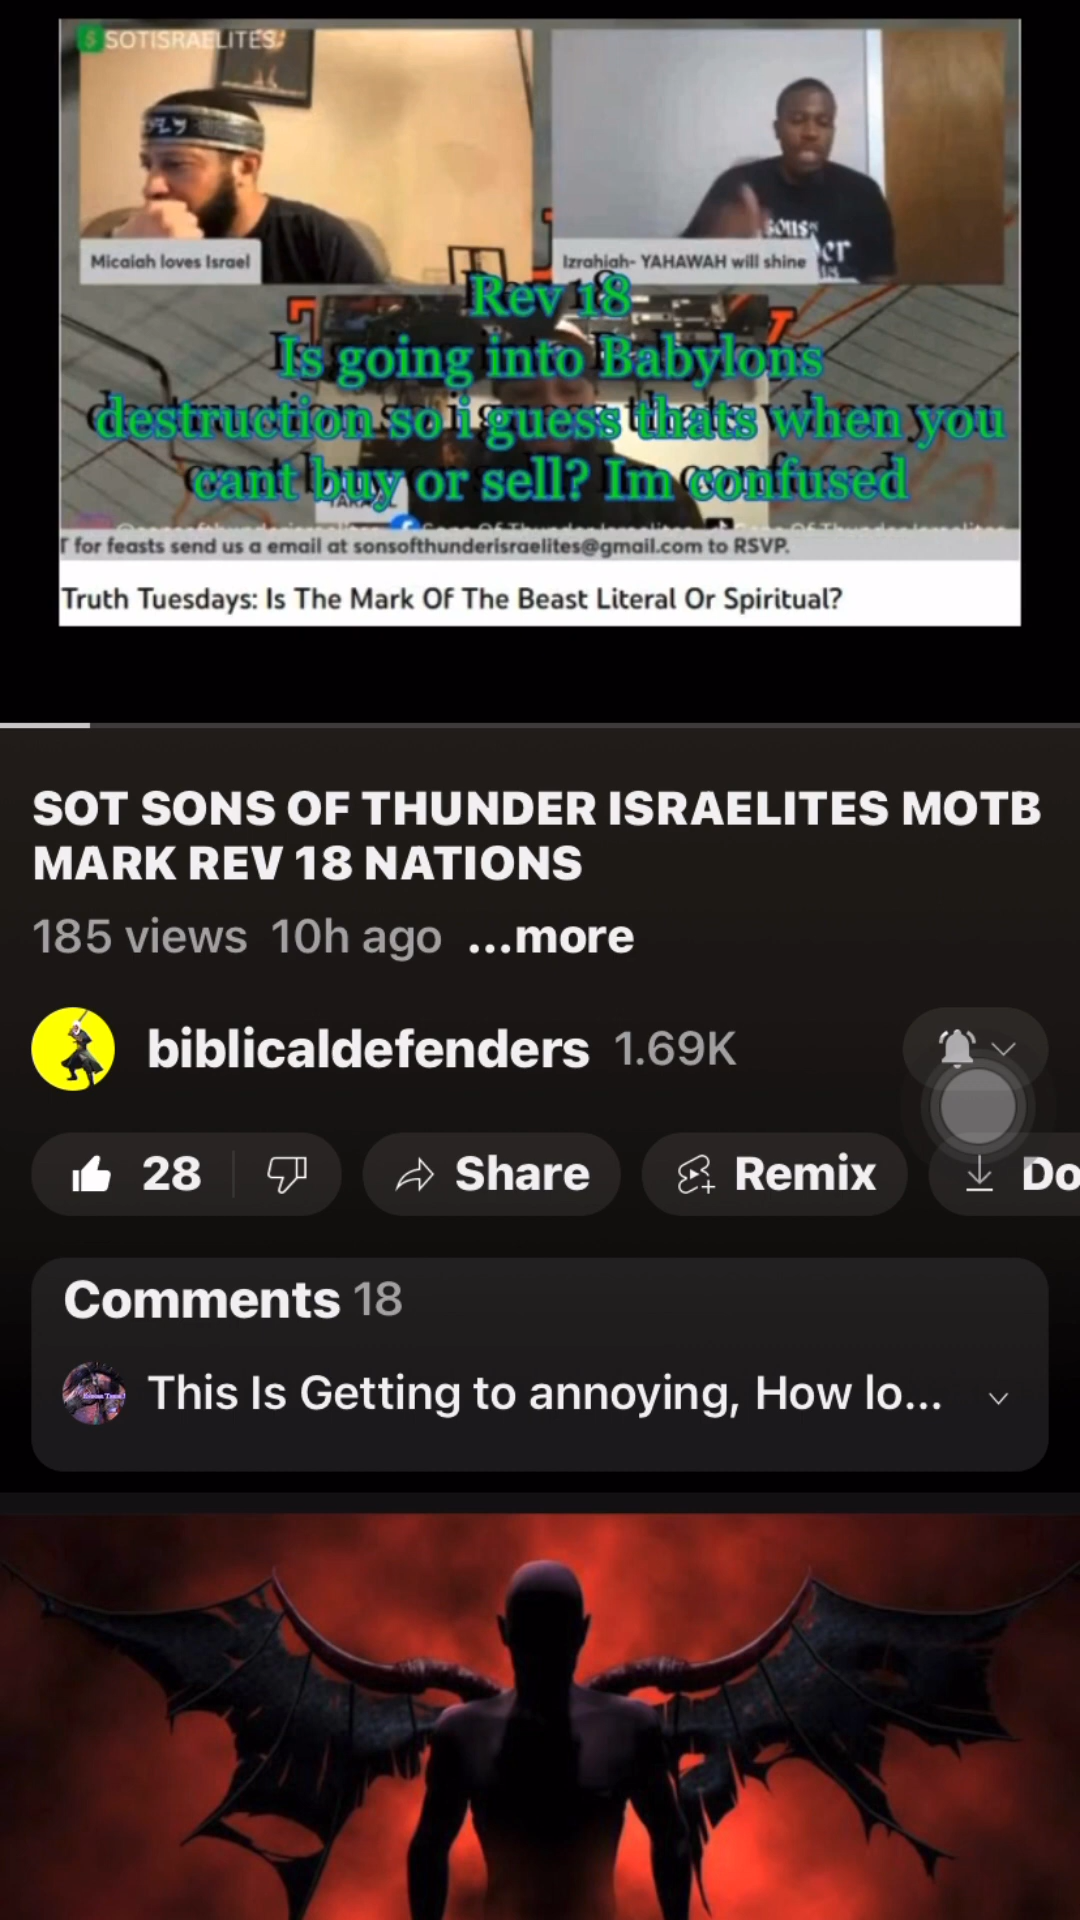 $SOTISRAELITES
Micaiah loves Israel
Izrahiah- YAHAWAH will shine
Rev 18
Is going into Babylons
destruction so i guess thats when you
cant buy or sell? Im confused
T for feasts send us a email at sonsofthunderisraelites@gmail.com to RSVP.
Truth Tuesdays: Is The Mark Of The Beast Literal Or Spiritual?
SOT SONS OF THUNDER ISRAELITES MOTB
MARK REV 18 NATIONS
185 views 10h ago ...more
biblicaldefenders 1.69K
28 Share Remix Do
Comments 18
This Is Getting to annoying, How lo...